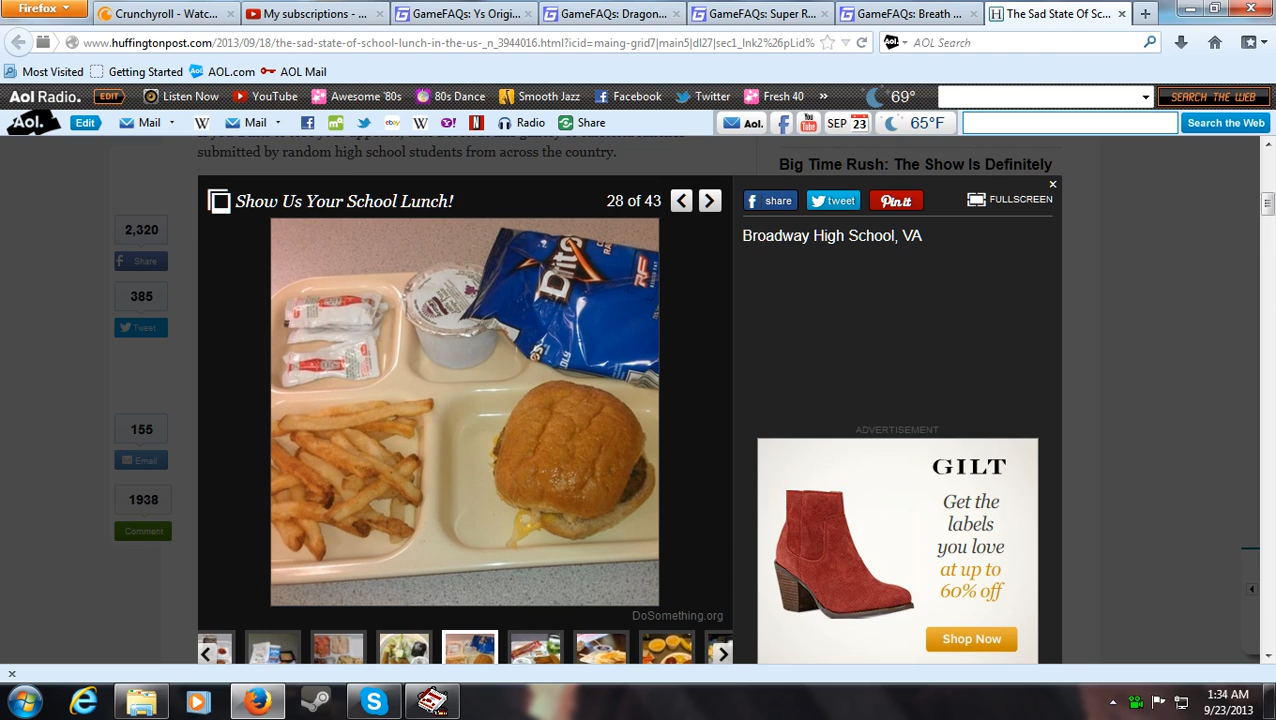 Firefox
Crunchyroll - Watc...
My subscriptions - ...
GameFAQs: Ys Origi...
GameFAQs: Dragon...
GameFAQs: Super R...
GameFAQs: Breath ...
The Sad State Of Sc...
www.huffingtonpost.com/2013/09/18/the-sad-state-of-school-lunch-in-the-us-_n_3944016.html?icid=maing-grid7|main5|dl27|sec1_lnk2%26pLid%
Aol. AOL Search
Most Visited Getting Started AOL.com AOL Mail
Aol Radio. EDIT Listen Now YouTube Awesome '80s 80s Dance Smooth Jazz Facebook Twitter Fresh 40 69° SEARCH THE WEB
Aol. Edit Mail W Mail Y! N Radio Share Aol. You Tube SEP 23 65°F Search the Web
submitted by random high school students from across the country.
Big Time Rush: The Show Is Definitely
Show Us Your School Lunch! 28 of 43
share tweet Pin it FULLSCREEN
Broadway High School, VA
2,320
Share
385
Tweet
155
Email
1938
Comment
Doritos
RF
DoSomething.org
ADVERTISEMENT
GILT
Get the
labels
you love
at up to
60% off
Shop Now
1:34 AM
9/23/2013